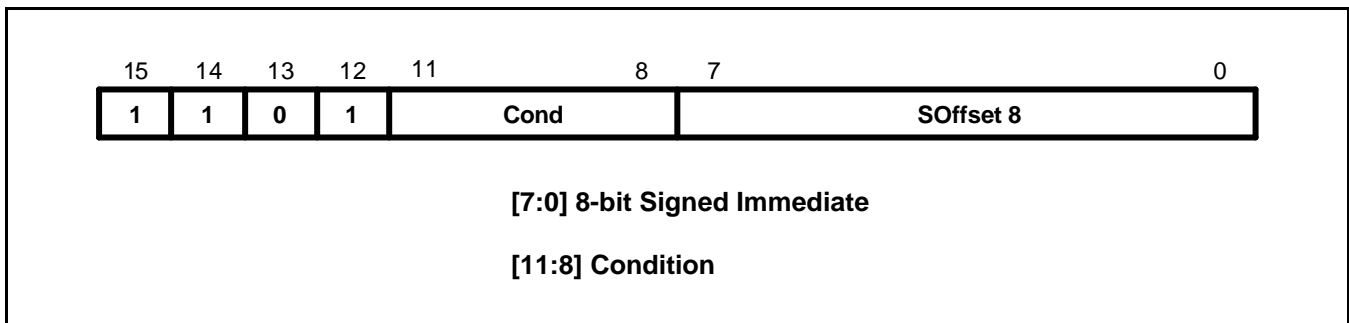 15 14 13 12 11 8 7 0
1 1 0 1 Cond SOffset 8
[7:0] 8-bit Signed Immediate
[11:8] Condition